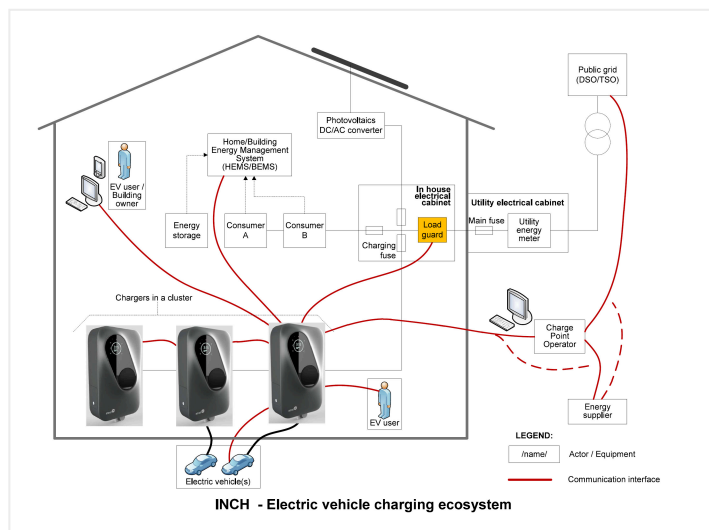 Public grid
(DSO/TSO)
Photovoltaics
DC/AC converter
Home/Building
Energy Management
System
(HEMS/BEMS)
EV user /
Building
owner
In house
electrical
cabinet
Utility electrical cabinet
Main fuse
Energy
storage
Consumer
A
Consumer
B
Load
guard
Utility
energy
meter
Charging
fuse
Chargers in a cluster
Charge
Point
Operator
EV user
Energy
supplier
Electric vehicle(s)
LEGEND:
/name/
Actor / Equipment
Communication interface
INCH - Electric vehicle charging ecosystem